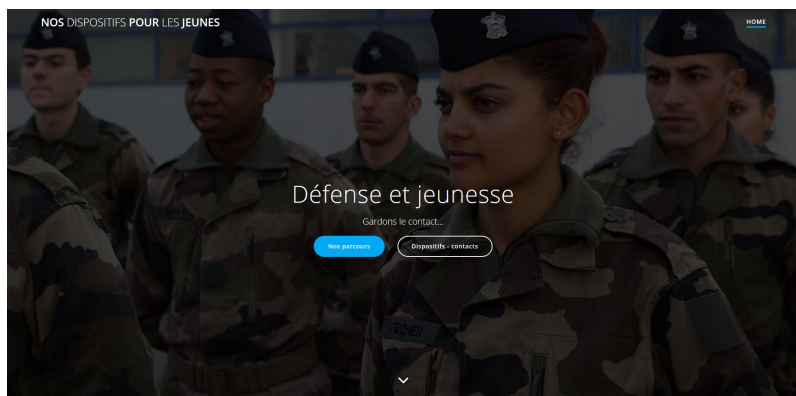 NOS DISPOSITIFS POUR LES JEUNES
HOME
Défense et jeunesse
Gardons le contact...
Nos parcours
Dispositifs - contacts